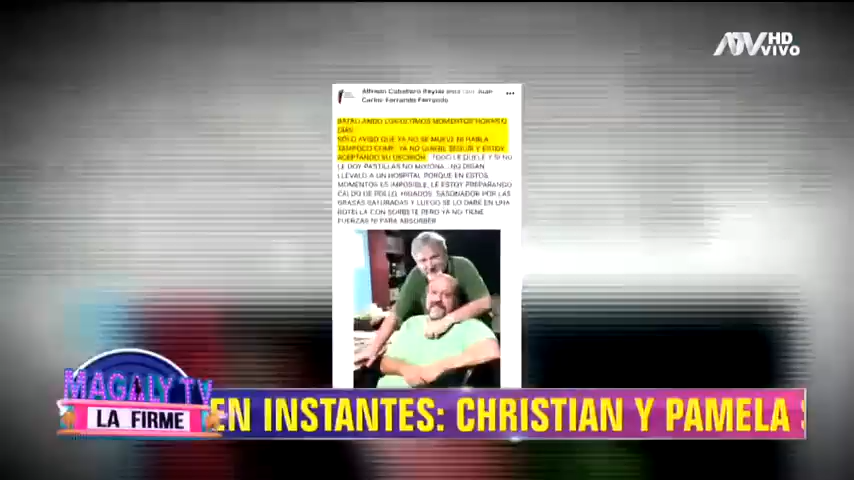 ATV HD
VIVO
Alfredo Caballero Reyes está con Juan
Carlos Ferrando Ferrando
BATALLANDO LOS ÚLTIMOS MOMENTOS HORAS O
DÍAS
SOLO AVISO QUE YA NO SE MUEVE NI HABLA
TAMPOCO COME, YA NO QUIERE SEGUIR Y ESTOY
ACEPTANDO SU DECISIÓN. TODO LE DUELE Y SI NO
LE DOY PASTILLAS NO MIXIONA...NO DIGAN
LLEVALO A UN HOSPITAL PORQUE EN ESTOS
MOMENTOS ES IMPOSIBLE, LE ESTOY PREPARANDO
CALDO DE POLLO, HIGADOS, SASONADOR POR LAS
GRASAS SATURADAS Y LUEGO SE LO DARÉ EN UNA
BOTELLA CON SORBETE PERO YA NO TIENE
FUERZAS NI PARA ABSORBER
MAGALY TV
LA FIRME
EN INSTANTES: CHRISTIAN Y PAMELA